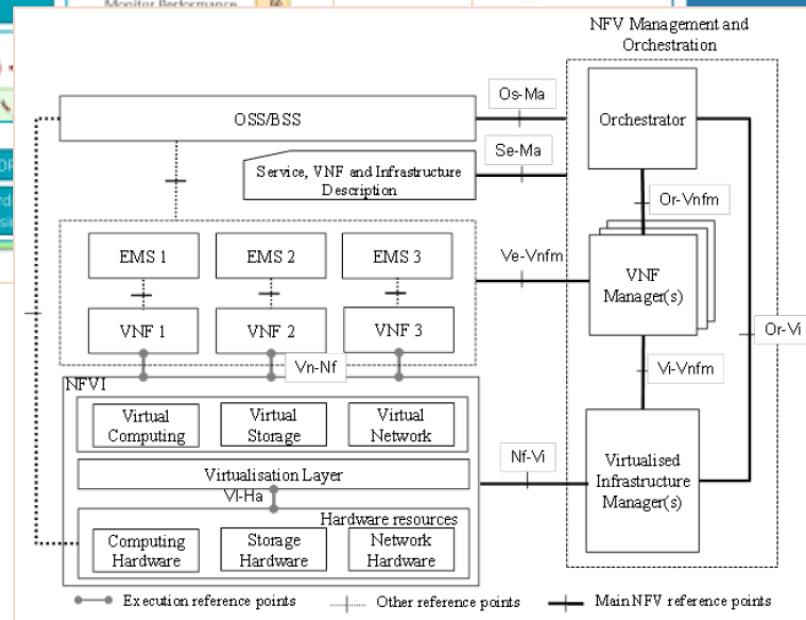 Monitor Performance
NFV Management and
Orchestration
OSS/BSS
Os-Ma
Orchestrator
Se-Ma
Service, VNF and Infrastructure
Description
Or-Vnfm
EMS 1
EMS 2
EMS 3
Ve-Vnfm
VNF
Manager(s)
VNF 1
VNF 2
VNF 3
Or-Vi
Vn-Nf
Vi-Vnfm
NFVI
Virtual
Computing
Virtual
Storage
Virtual
Network
Nf-Vi
Virtualised
Infrastructure
Manager(s)
Virtualisation Layer
Vl-Ha
Hardware resources
Computing
Hardware
Storage
Hardware
Network
Hardware
Execution reference points
Other reference points
Main NFV reference points